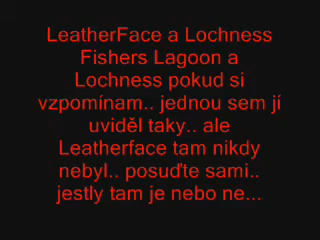 LeatherFace a Lochness
Fishers Lagoon a
Lochness pokud si
vzpomínam.. jednou sem jí
uviděl taky.. ale
Leatherface tam nikdy
nebyl.. posuďte sami..
jestly tam je nebo ne...